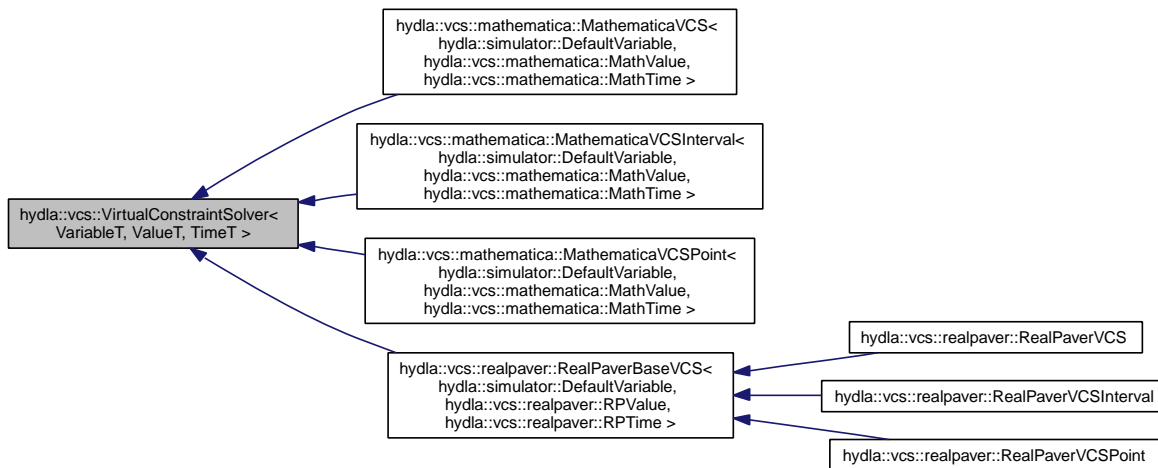 hydla::vcs::mathematica::MathematicaVCS<
hydla::simulator::DefaultVariable,
hydla::vcs::mathematica::MathValue,
hydla::vcs::mathematica::MathTime >
hydla::vcs::mathematica::MathematicaVCSInterval<
hydla::simulator::DefaultVariable,
hydla::vcs::mathematica::MathValue,
hydla::vcs::mathematica::MathTime >
hydla::vcs::VirtualConstraintSolver<
VariableT, ValueT, TimeT >
hydla::vcs::mathematica::MathematicaVCSPoint<
hydla::simulator::DefaultVariable,
hydla::vcs::mathematica::MathValue,
hydla::vcs::mathematica::MathTime >
hydla::vcs::realpaver::RealPaverBaseVCS<
hydla::simulator::DefaultVariable,
hydla::vcs::realpaver::RPValue,
hydla::vcs::realpaver::RPTime >
hydla::vcs::realpaver::RealPaverVCS
hydla::vcs::realpaver::RealPaverVCSInterval
hydla::vcs::realpaver::RealPaverVCSPoint